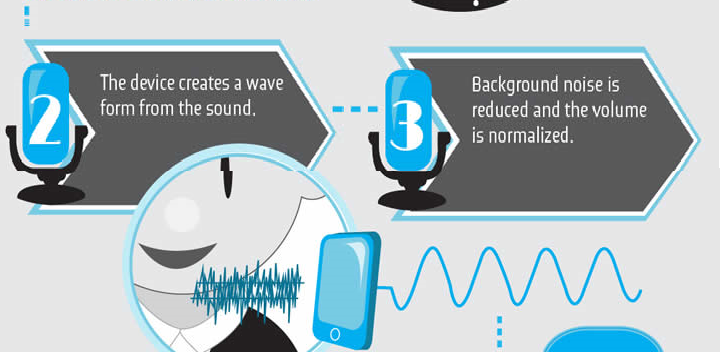 2
The device creates a wave
form from the sound.
3
Background noise is
reduced and the volume
is normalized.